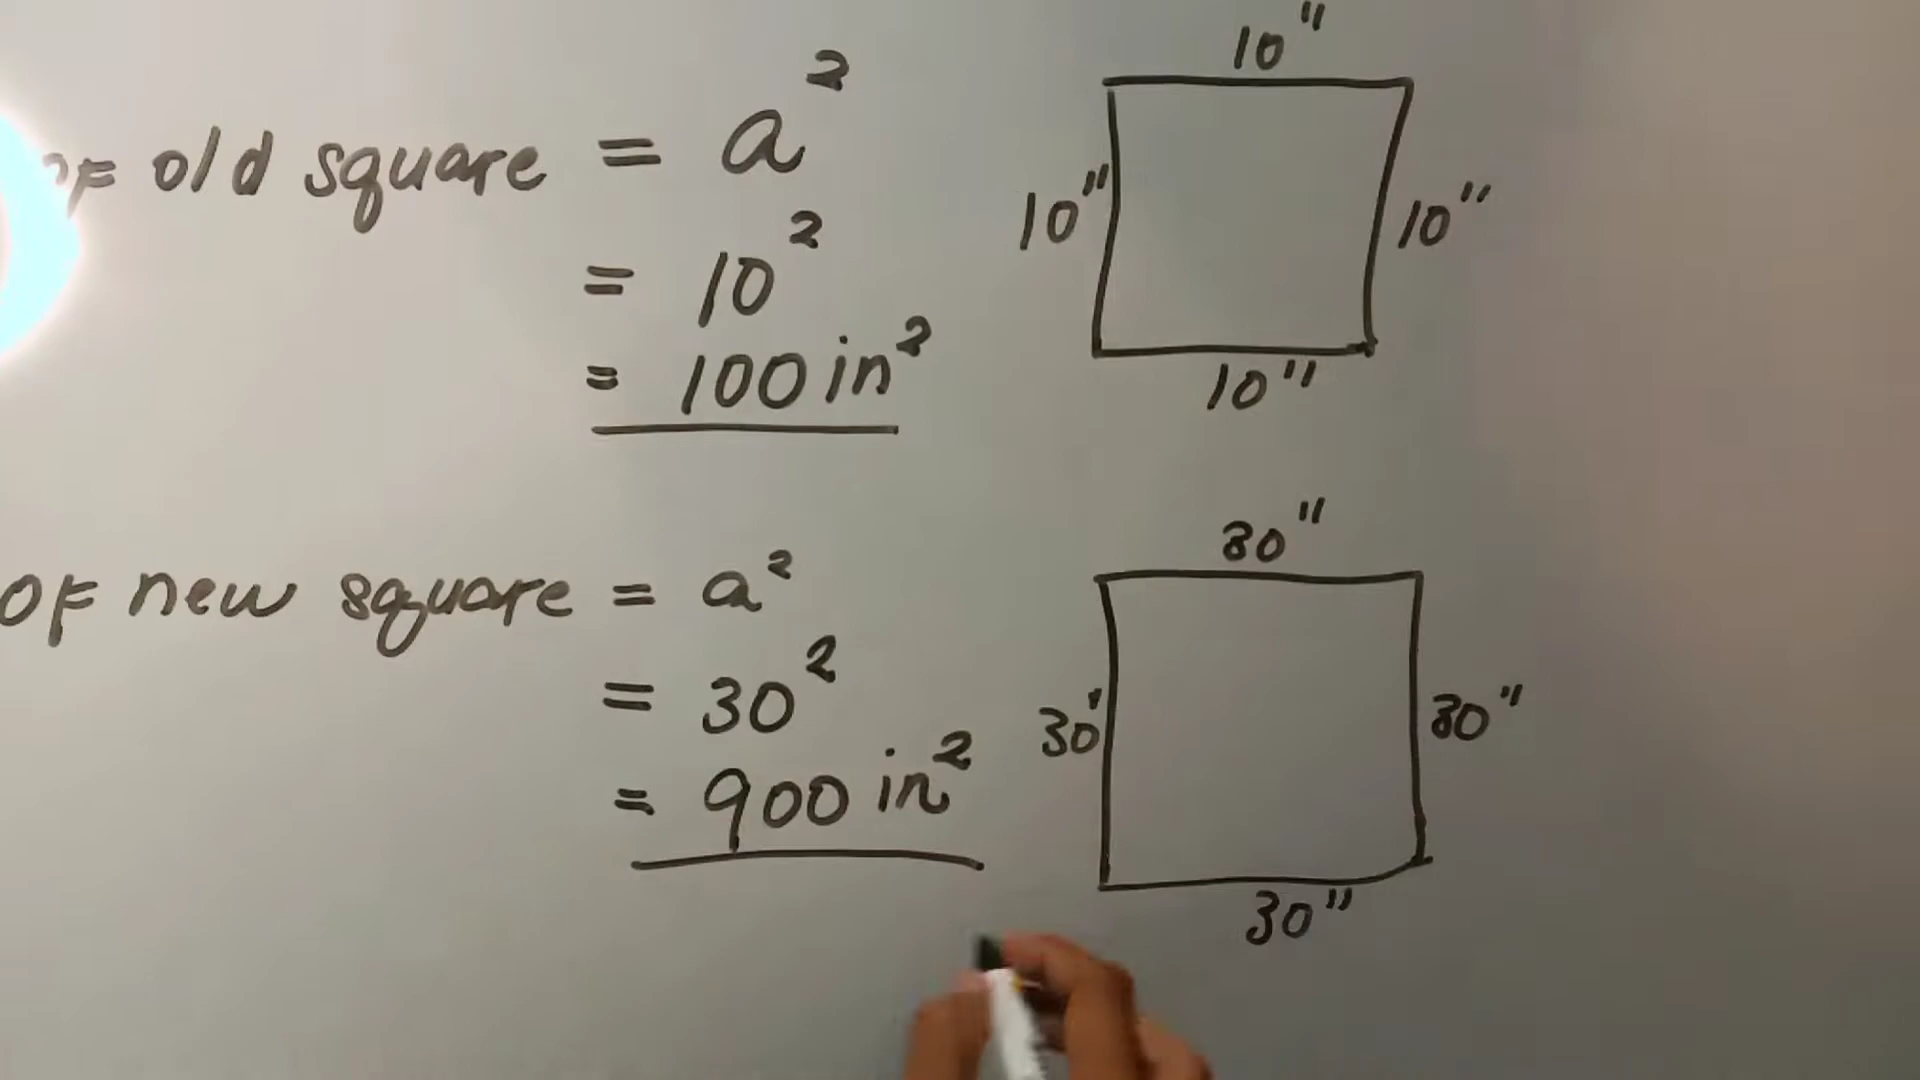 10"
of old square = a²
10" 10"
= 10²
= 100 in²
10"
30"
of new square = a²
= 30²
30' 30"
= 900 in²
30"